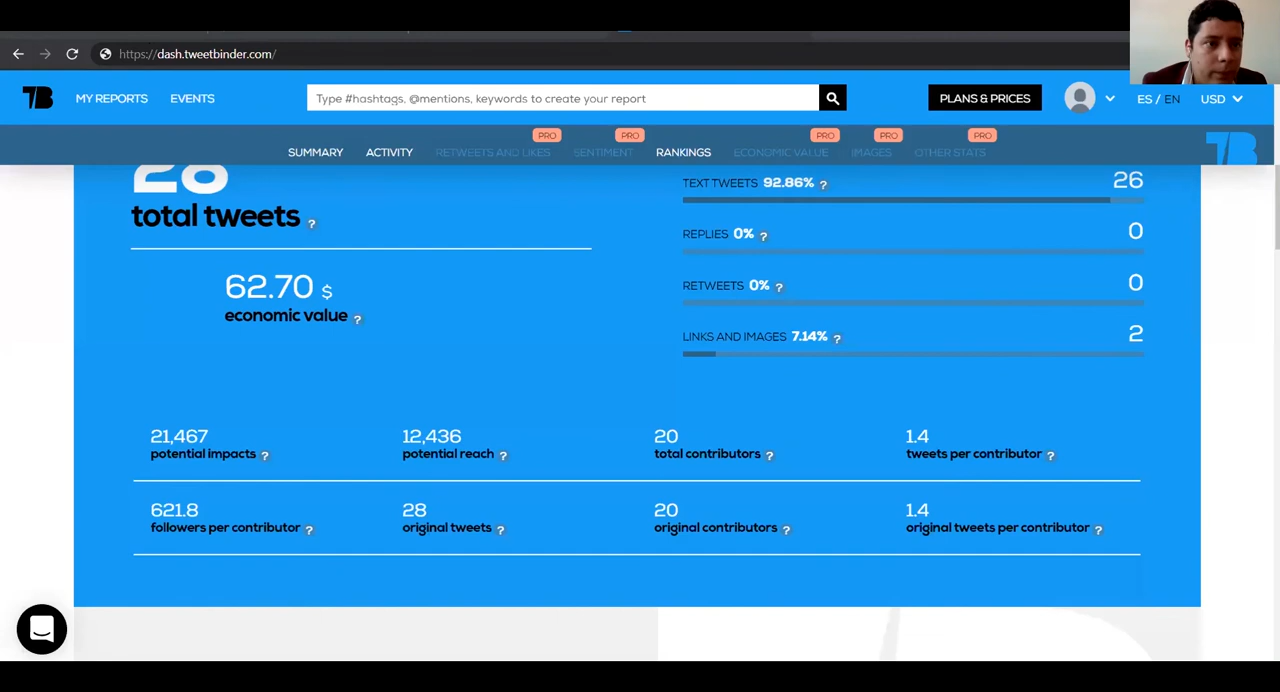 https://dash.tweetbinder.com/
TB MY REPORTS EVENTS Type #hashtags, @mentions, keywords to create your report PLANS & PRICES ES / EN USD
PRO PRO PRO PRO PRO
SUMMARY ACTIVITY RETWEETS AND LIKES SENTIMENT RANKINGS ECONOMIC VALUE IMAGES OTHER STATS
TB
28
total tweets ?
62.70 $
economic value ?
TEXT TWEETS 92.86% ? 26
REPLIES 0% ? 0
RETWEETS 0% ? 0
LINKS AND IMAGES 7.14% ? 2
21,467 12,436 20 1.4
potential impacts ? potential reach ? total contributors ? tweets per contributor ?
621.8 28 20 1.4
followers per contributor ? original tweets ? original contributors ? original tweets per contributor ?